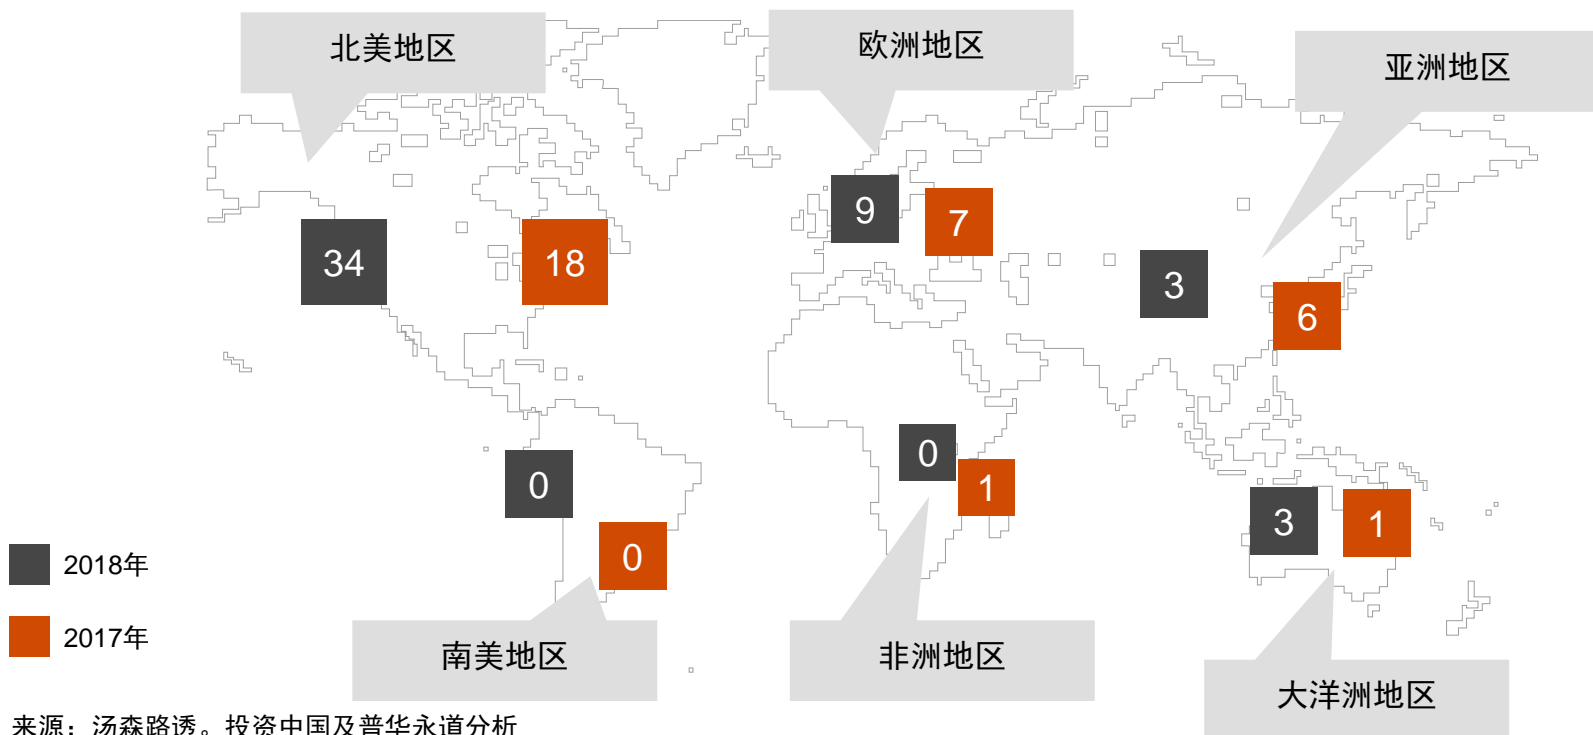 北美地区
欧洲地区
亚洲地区
34
18
9
7
3
6
0
0
0
1
3
1
2018年
2017年
南美地区
非洲地区
大洋洲地区
来源：汤森路透。投资中国及普华永道分析